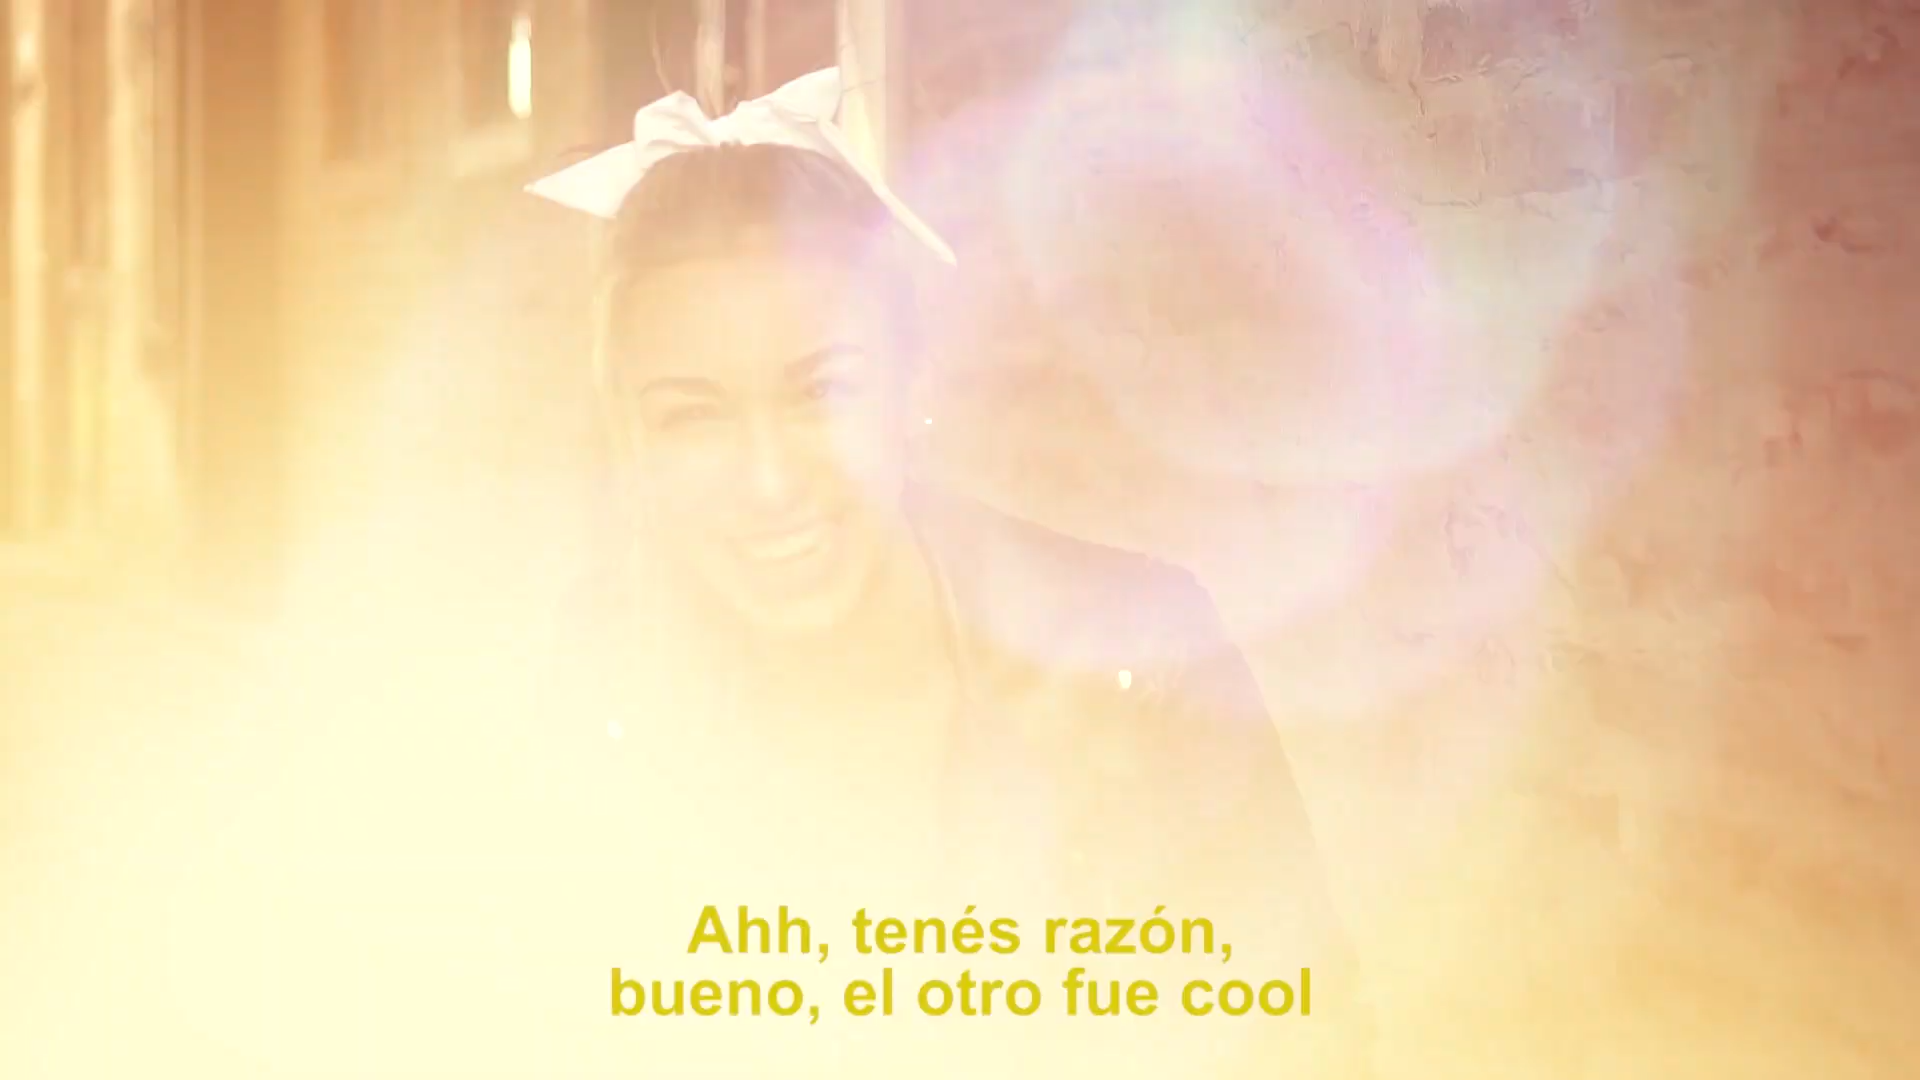 Ahh, tenés razón,
bueno, el otro fue cool